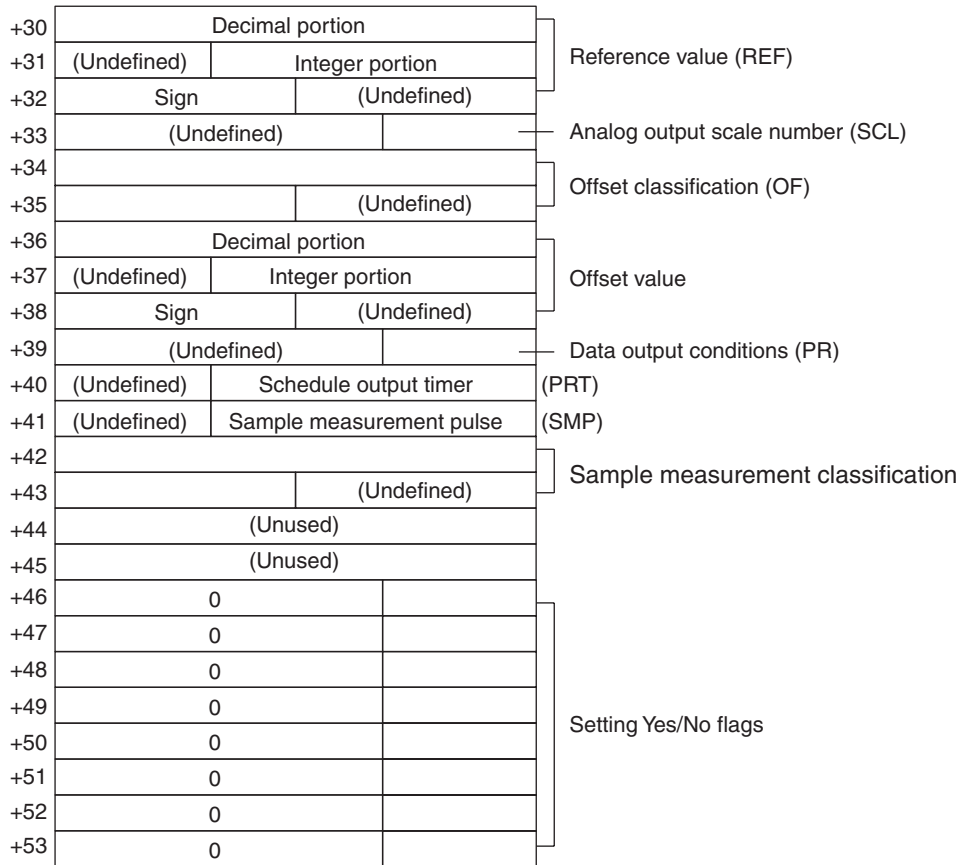 +30 Decimal portion
+31 (Undefined) Integer portion Reference value (REF)
+32 Sign (Undefined)
+33 (Undefined) Analog output scale number (SCL)
+34
Offset classification (OF)
+35 (Undefined)
+36 Decimal portion
+37 (Undefined) Integer portion Offset value
+38 Sign (Undefined)
+39 (Undefined) Data output conditions (PR)
+40 (Undefined) Schedule output timer (PRT)
+41 (Undefined) Sample measurement pulse (SMP)
+42
Sample measurement classification
+43 (Undefined)
+44 (Unused)
+45 (Unused)
+46 0
+47 0
+48 0
+49 0
Setting Yes/No flags
+50 0
+51 0
+52 0
+53 0